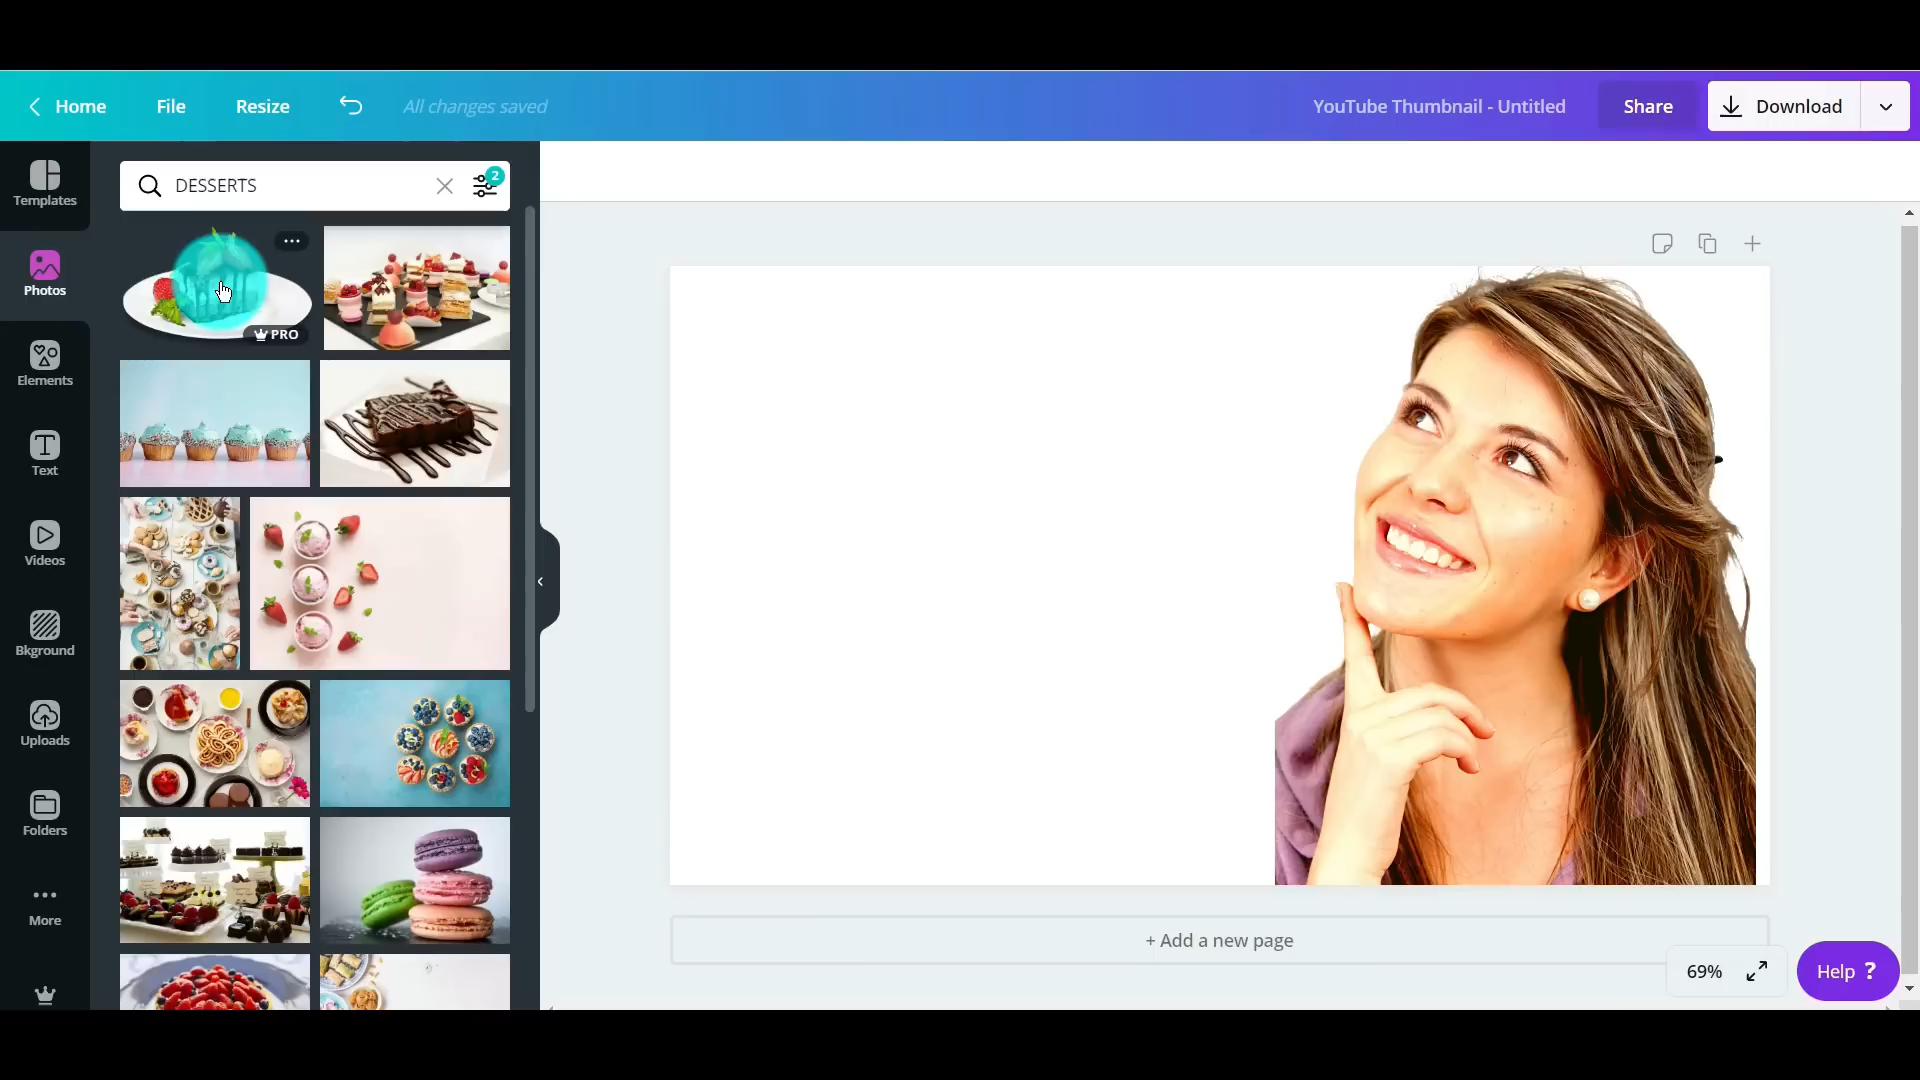 Home File Resize All changes saved YouTube Thumbnail - Untitled Share Download
Templates
Photos
Elements
Text
Videos
Bkground
Uploads
Folders
More
DESSERTS 2
PRO
+ Add a new page
69% Help ?